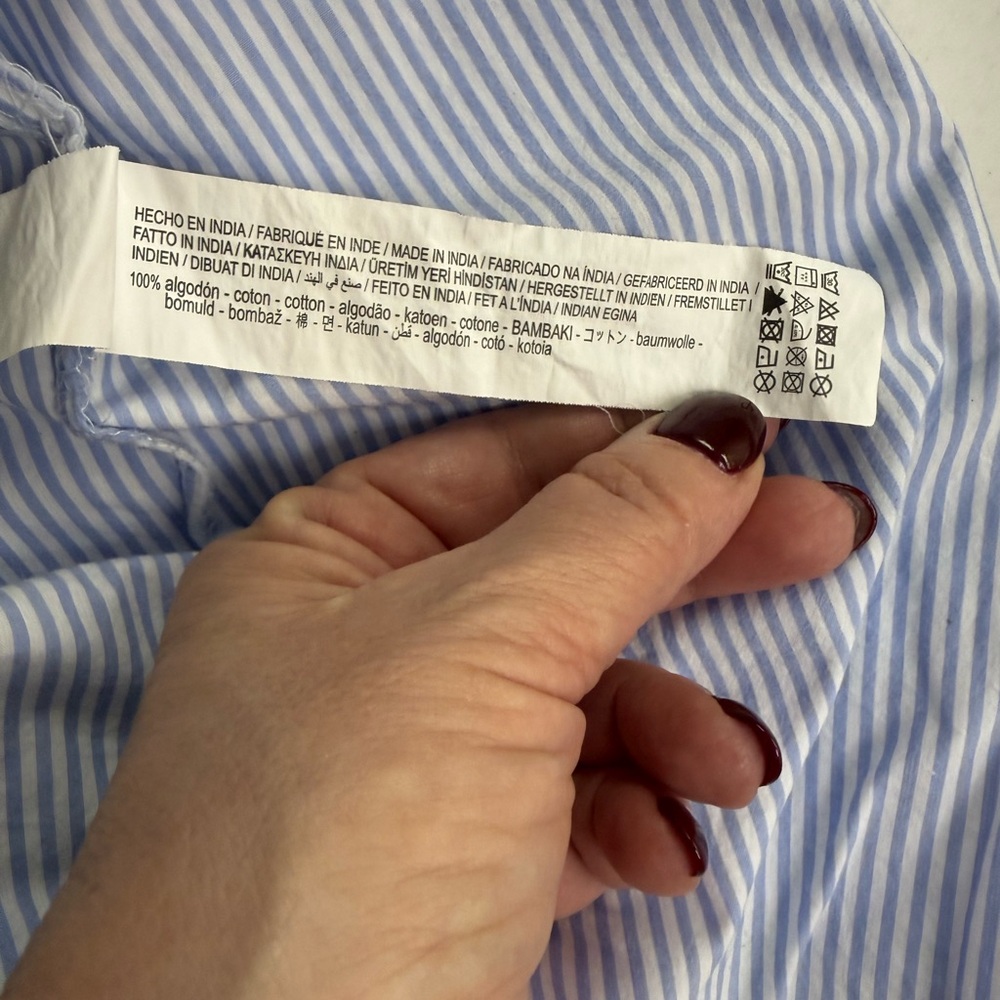 HECHO EN INDIA / FABRIQUÉ EN INDE / MADE IN INDIA / FABRICADO NA ÍNDIA / GEFABRICEERD IN INDIA /
FATTO IN INDIA / ΚΑΤΑΣΚΕΥΗ ΙΝΔΙΑ / ÜRETİM YERİ HİNDİSTAN / HERGESTELLT IN INDIEN / FREMSTILLET I
INDIEN / DIBUAT DI INDIA / صنع في الهند / FEITO EN INDIA / FET A L'ÍNDIA / INDIAN EGINA
100% algodón - coton - cotton - algodão - katoen - cotone - BAMBAKI - コットン - baumwolle -
bomuld - bombaž - 棉 - 면 - katun - قطن - algodón - cotó - kotoia